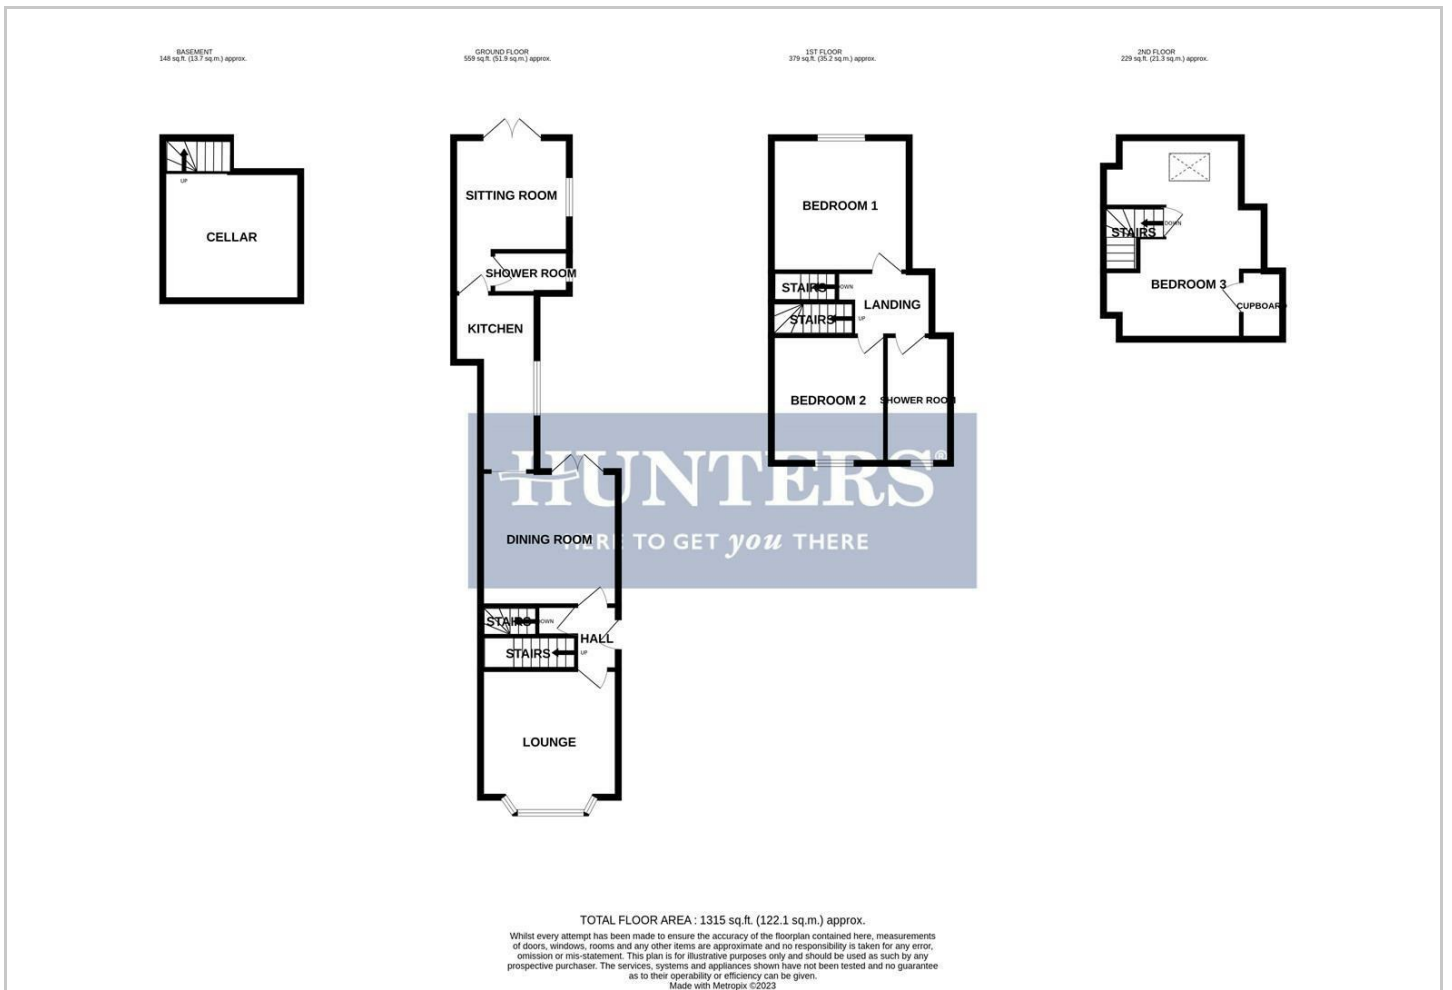 BASEMENT
148 sq.ft. (13.7 sq.m.) approx.
GROUND FLOOR
559 sq.ft. (51.9 sq.m.) approx.
1ST FLOOR
379 sq.ft. (35.2 sq.m.) approx.
2ND FLOOR
229 sq.ft. (21.3 sq.m.) approx.
UP
CELLAR
SITTING ROOM
SHOWER ROOM
KITCHEN
DINING ROOM
STAIRS
DOWN
HALL
STAIRS
UP
LOUNGE
BEDROOM 1
STAIRS
DOWN
LANDING
STAIRS
UP
BEDROOM 2
SHOWER ROOM
STAIRS
DOWN
BEDROOM 3
CUPBOARD
HUNTERS®
HERE TO GET you THERE
TOTAL FLOOR AREA : 1315 sq.ft. (122.1 sq.m.) approx.
Whilst every attempt has been made to ensure the accuracy of the floorplan contained here, measurements
of doors, windows, rooms and any other items are approximate and no responsibility is taken for any error,
omission or mis-statement. This plan is for illustrative purposes only and should be used as such by any
prospective purchaser. The services, systems and appliances shown have not been tested and no guarantee
as to their operability or efficiency can be given.
Made with Metropix ©2023